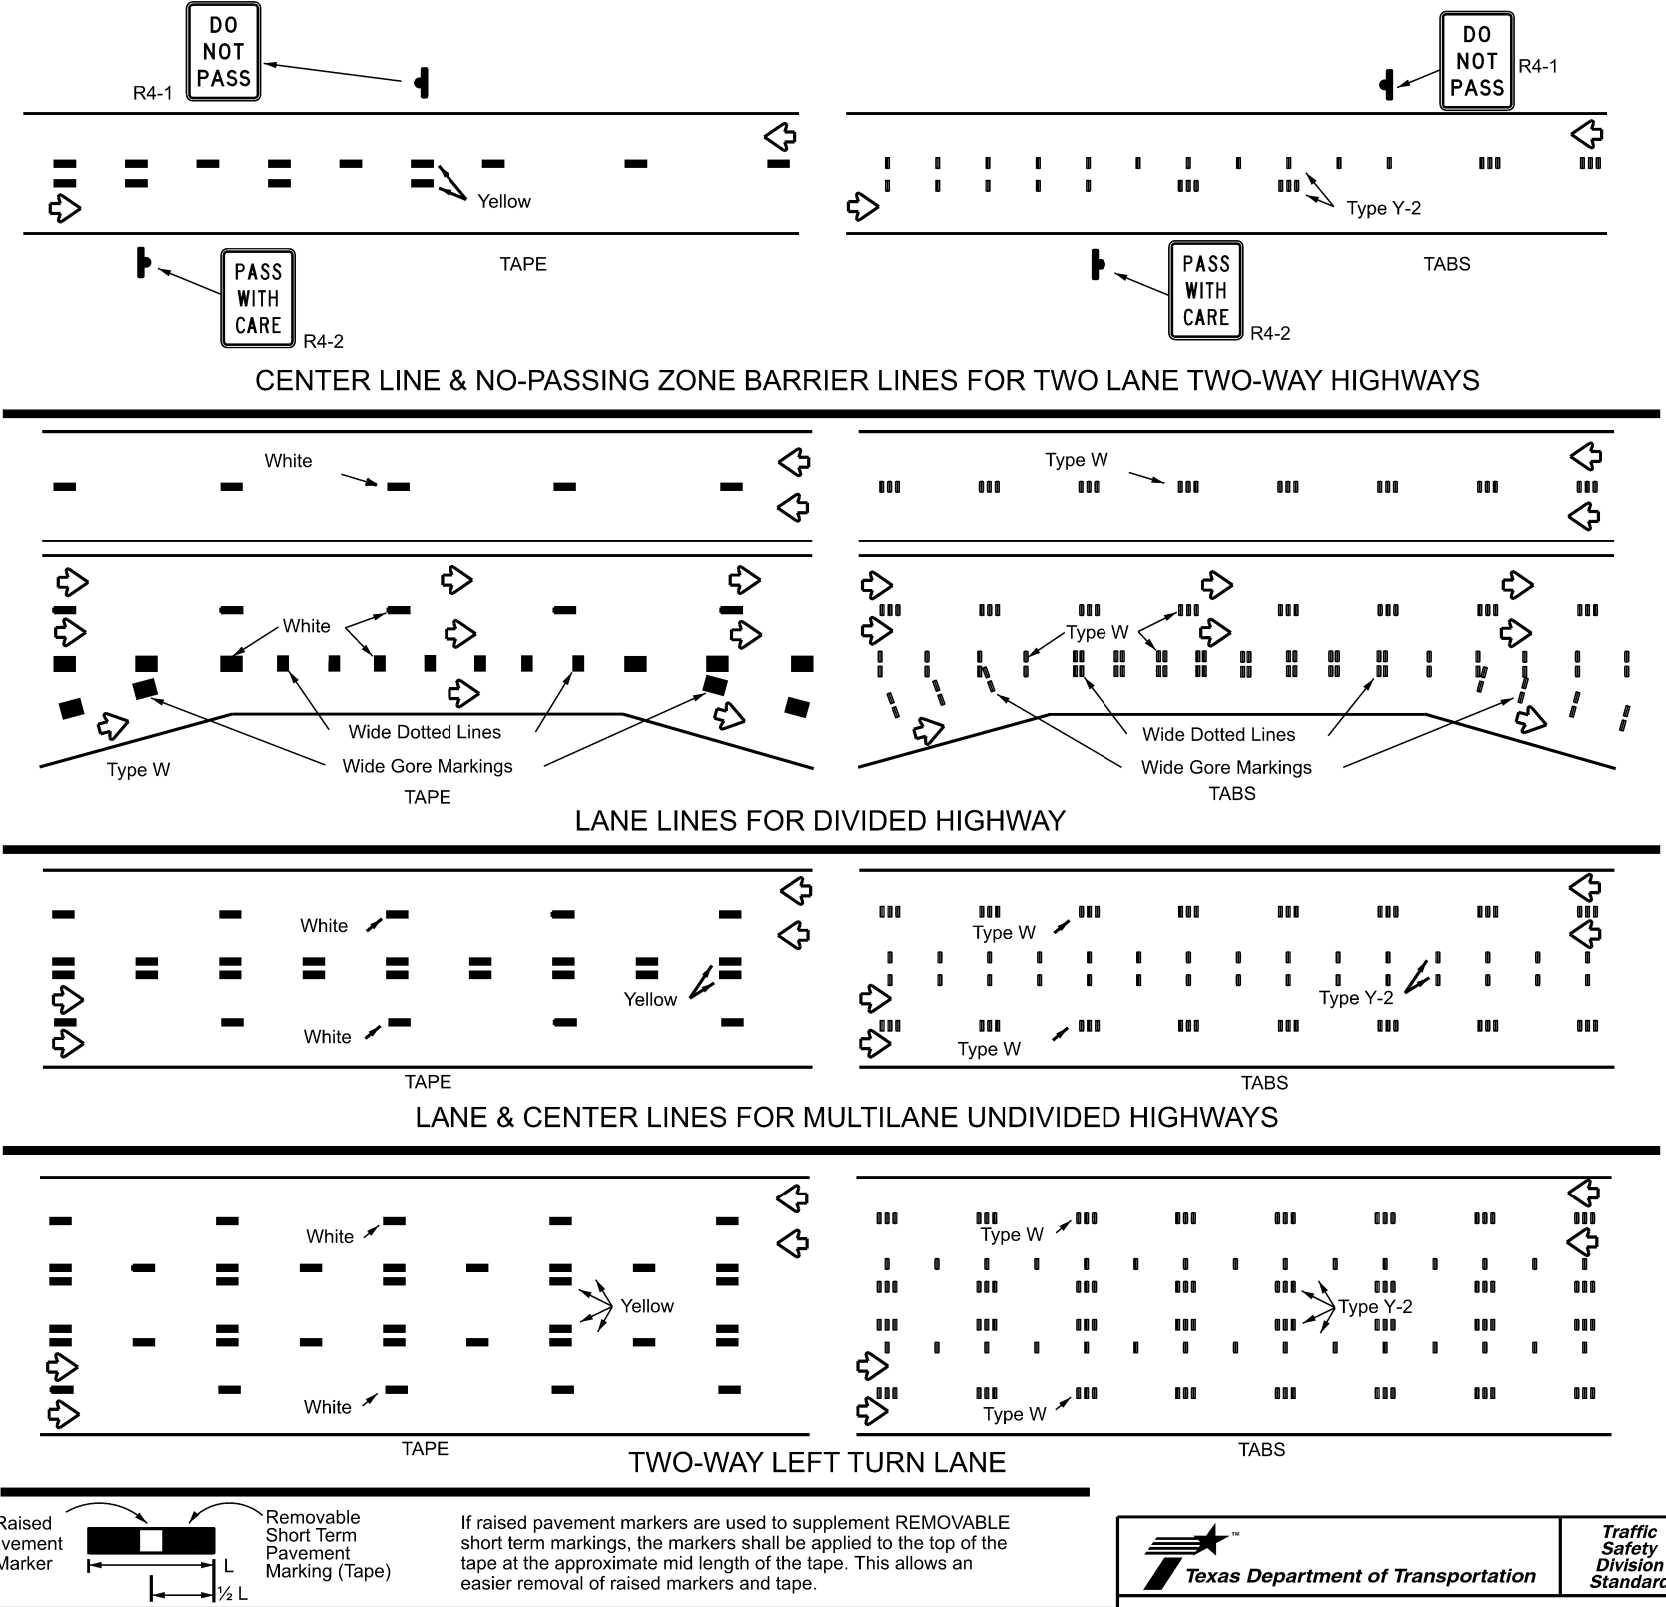 DO
NOT
PASS
R4-1
Yellow
PASS
WITH
CARE
R4-2
TAPE
DO
NOT
PASS
R4-1
Type Y-2
PASS
WITH
CARE
R4-2
TABS
CENTER LINE & NO-PASSING ZONE BARRIER LINES FOR TWO LANE TWO-WAY HIGHWAYS
White
White
Wide Dotted Lines
Wide Gore Markings
Type W
TAPE
Type W
Type W
Wide Dotted Lines
Wide Gore Markings
TABS
LANE LINES FOR DIVIDED HIGHWAY
White
Yellow
White
TAPE
Type W
Type Y-2
Type W
TABS
LANE & CENTER LINES FOR MULTILANE UNDIVIDED HIGHWAYS
White
Yellow
White
TAPE
Type W
Type Y-2
Type W
TABS
TWO-WAY LEFT TURN LANE
Raised
vement
Marker
L
½ L
Removable
Short Term
Pavement
Marking (Tape)
If raised pavement markers are used to supplement REMOVABLE
short term markings, the markers shall be applied to the top of the
tape at the approximate mid length of the tape. This allows an
easier removal of raised markers and tape.
™
Texas Department of Transportation
Traffic
Safety
Division
Standard